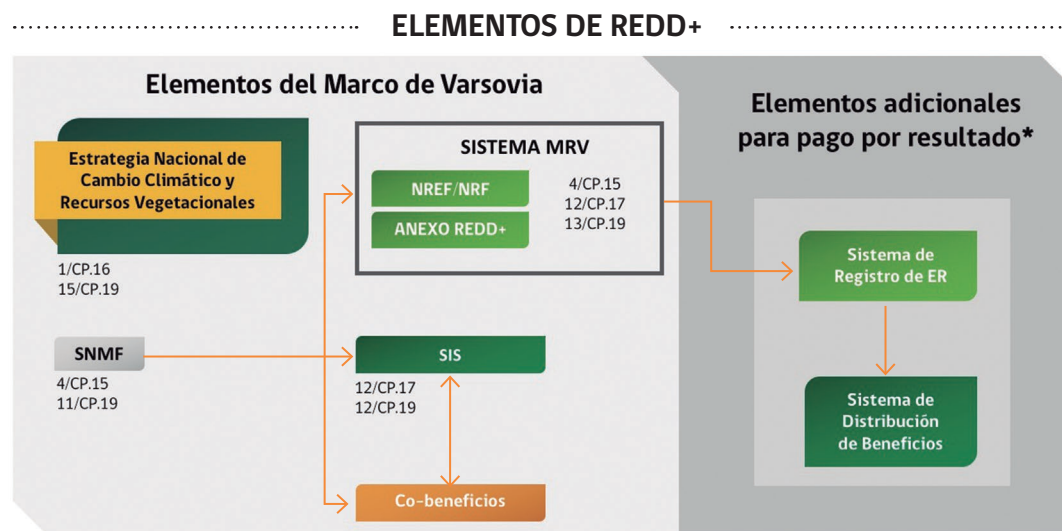 ELEMENTOS DE REDD+
Elementos del Marco de Varsovia
Estrategia Nacional de
Cambio Climático y
Recursos Vegetacionales
1/CP.16
15/CP.19
SNMF
4/CP.15
11/CP.19
SISTEMA MRV
NREF/NRF
ANEXO REDD+
4/CP.15
12/CP.17
13/CP.19
SIS
12/CP.17
12/CP.19
Co-beneficios
Elementos adicionales
para pago por resultado*
Sistema de
Registro de ER
Sistema de
Distribución
de Beneficios